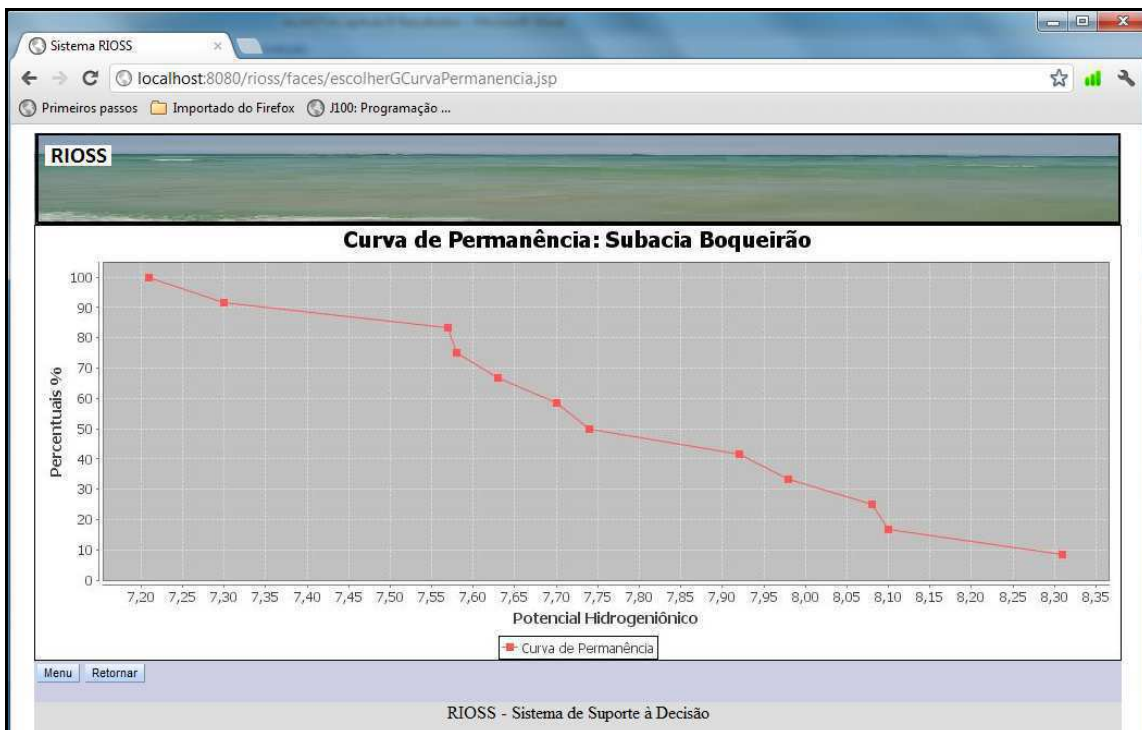 Sistema RIOSS
localhost:8080/rioss/faces/escolherGCurvaPermanencia.jsp
Primeiros passos Importado do Firefox J100: Programação ...
RIOSS
Curva de Permanência: Subacia Boqueirão
100
90
80
70
60
50
40
30
20
10
0
Percentuais %
7,20 7,25 7,30 7,35 7,40 7,45 7,50 7,55 7,60 7,65 7,70 7,75 7,80 7,85 7,90 7,95 8,00 8,05 8,10 8,15 8,20 8,25 8,30 8,35
Potencial Hidrogeniônico
Curva de Permanência
Menu Retornar
RIOSS - Sistema de Suporte à Decisão